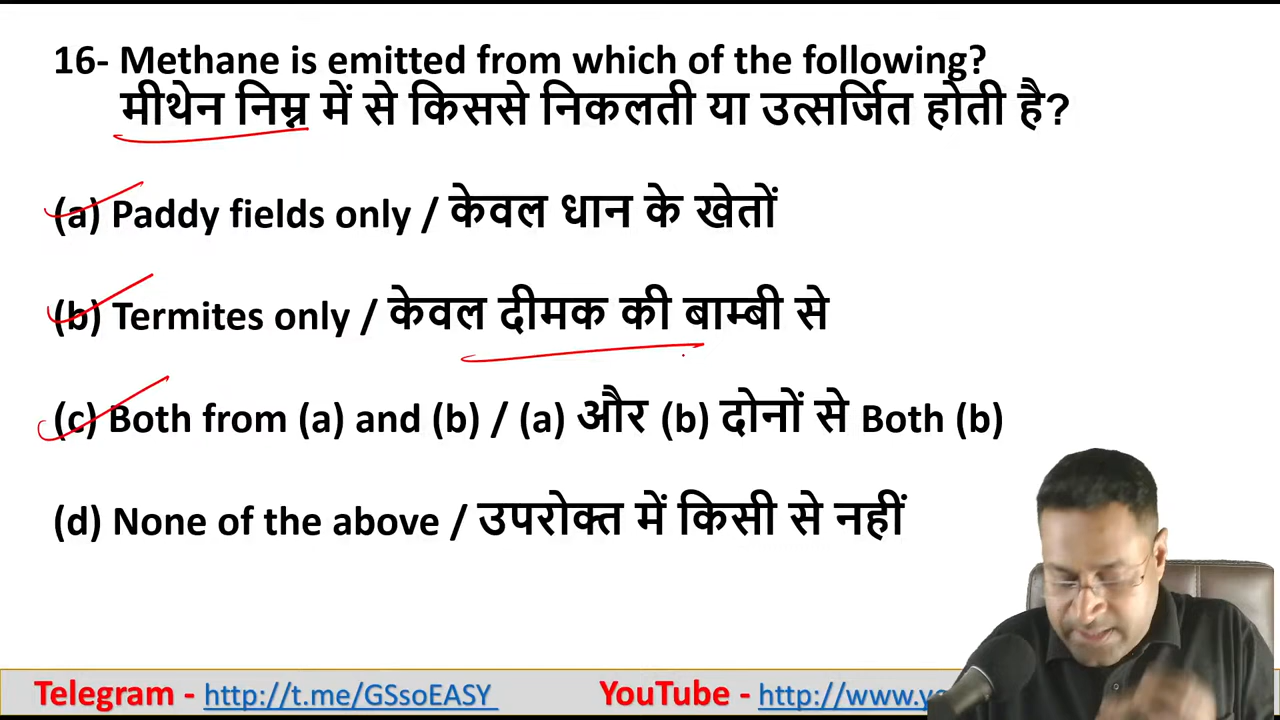 16- Methane is emitted from which of the following?
मीथेन निम्न में से किससे निकलती या उत्सर्जित होती है?
(a) Paddy fields only / केवल धान के खेतों
(b) Termites only / केवल दीमक की बाम्बी से
(c) Both from (a) and (b) / (a) और (b) दोनों से Both (b)
(d) None of the above / उपरोक्त में किसी से नहीं
Telegram - http://t.me/GSsoEASY YouTube - http://www.yo